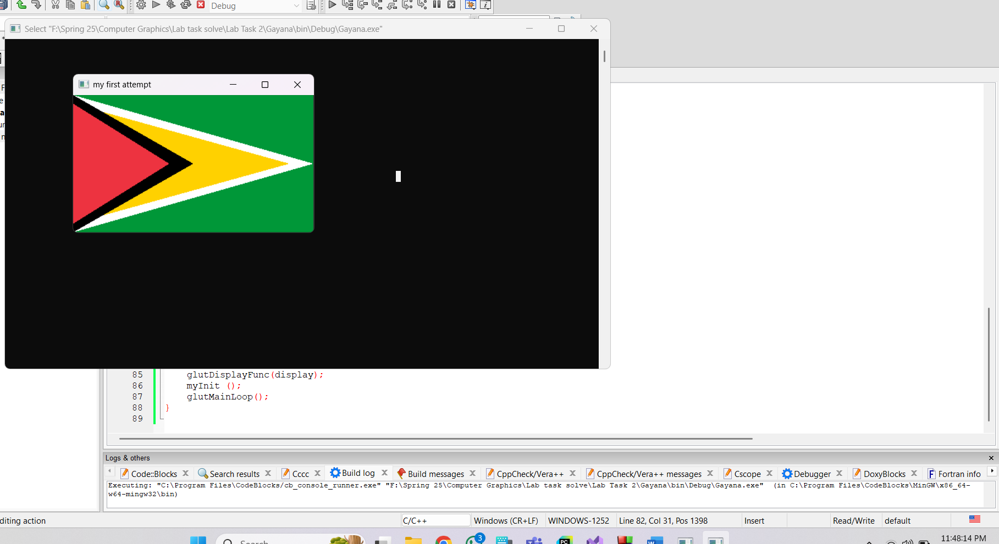 Debug
Select "F:\Spring 25\Computer Graphics\Lab task solve\Lab Task 2\Gayana\bin\Debug\Gayana.exe"
my first attempt
85 glutDisplayFunc(display);
86 myInit ();
87 glutMainLoop();
88 }
89
Logs & others
Code::Blocks Search results Cccc Build log Build messages CppCheck/Vera++ CppCheck/Vera++ messages Cscope Debugger DoxyBlocks Fortran info
Executing: "C:\Program Files\CodeBlocks/cb_console_runner.exe" "F:\Spring 25\Computer Graphics\Lab task solve\Lab Task 2\Gayana\bin\Debug\Gayana.exe"  (in C:\Program Files\CodeBlocks\MinGW\x86_64-
w64-mingw32\bin)
diting action C/C++ Windows (CR+LF) WINDOWS-1252 Line 82, Col 31, Pos 1398 Insert Read/Write default
Search 3 PC 11:48:14 PM